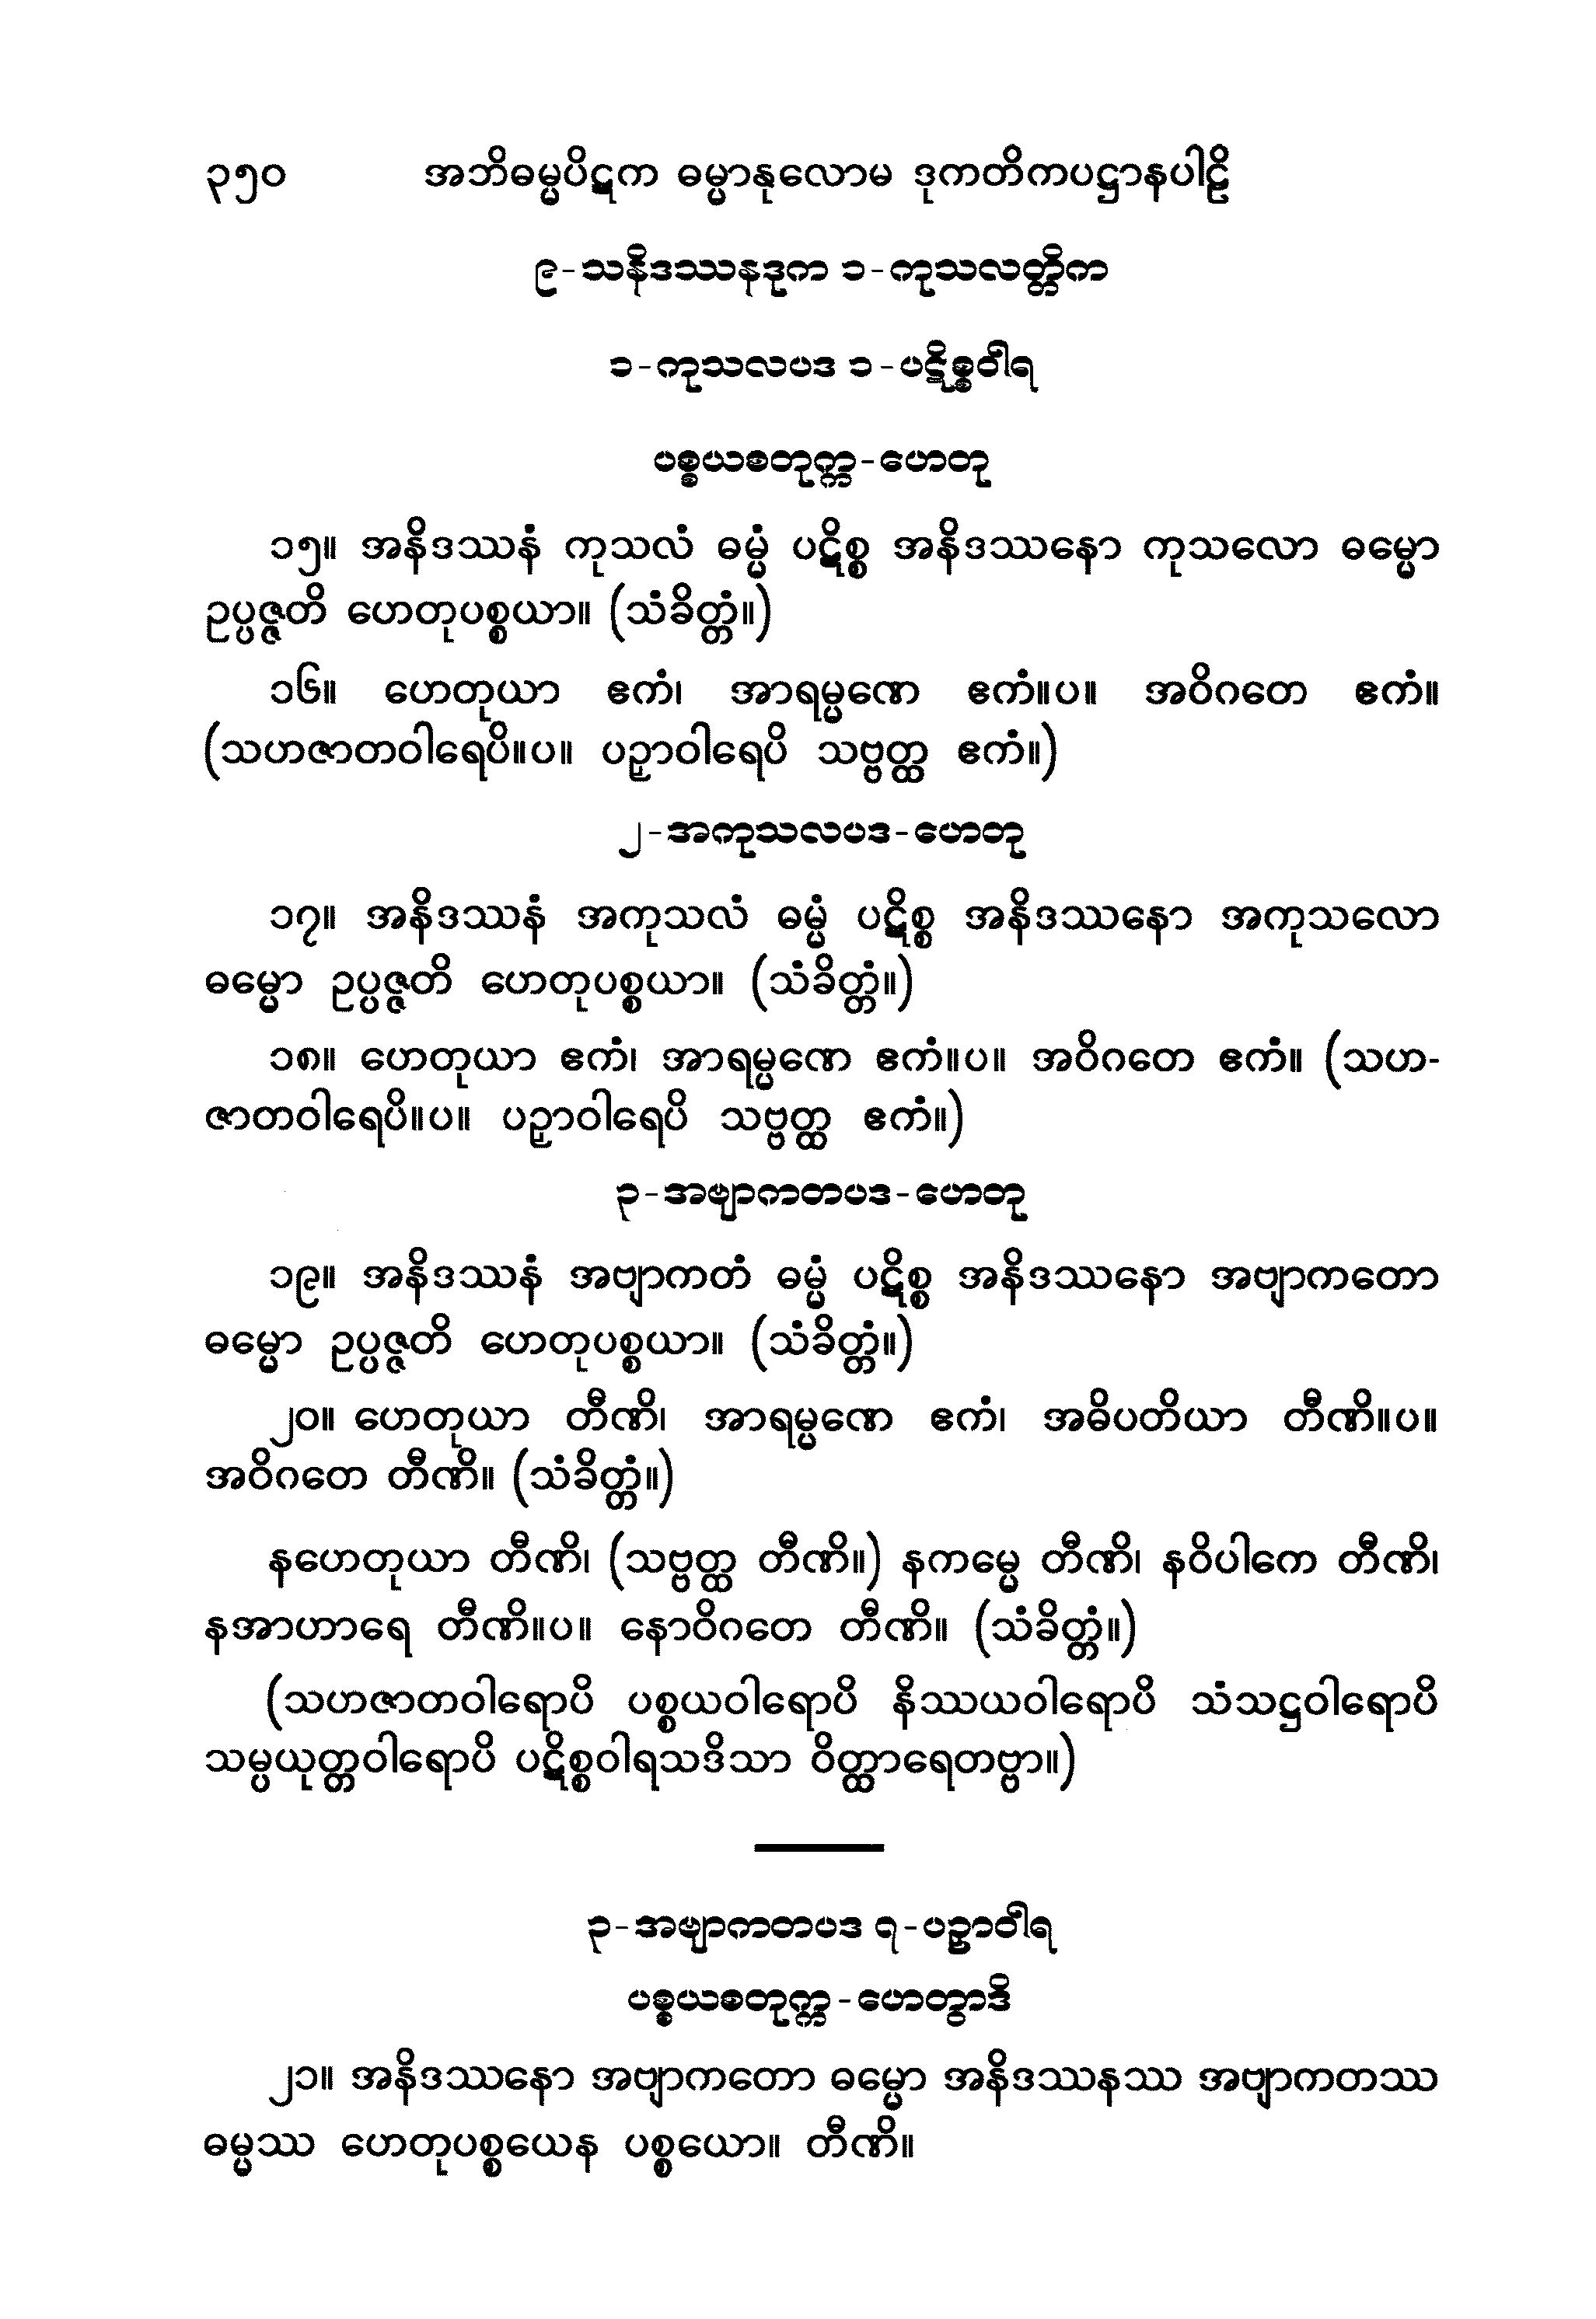 ၃၅၀ အဘိဓမ္မပိဋက ဓမ္မာနုလောမ ဒုကတိကပဋ္ဌာနပါဠိ
၉-သနိဒဿနဒုက ၁-ကုသလတ္တိက
၁-ကုသလပဒ ၁-ပဋိစ္စဝါရ
ပစ္စယစတုက္က-ဟေတု
၁၅။ အနိဒဿနံ ကုသလံ ဓမ္မံ ပဋိစ္စ အနိဒဿနော ကုသလော ဓမ္မော
ဥပ္ပဇ္ဇတိ ဟေတုပစ္စယာ။ (သံခိတ္တံ။)
၁၆။ ဟေတုယာ ဧကံ၊ အာရမ္မဏေ ဧကံ။ပ။ အဝိဂတေ ဧကံ။
(သဟဇာတဝါရေပိ။ပ။ ပဉှာဝါရေပိ သဗ္ဗတ္ထ ဧကံ။)
၂-အကုသလပဒ-ဟေတု
၁၇။ အနိဒဿနံ အကုသလံ ဓမ္မံ ပဋိစ္စ အနိဒဿနော အကုသလော
ဓမ္မော ဥပ္ပဇ္ဇတိ ဟေတုပစ္စယာ။ (သံခိတ္တံ။)
၁၈။ ဟေတုယာ ဧကံ၊ အာရမ္မဏေ ဧကံ။ပ။ အဝိဂတေ ဧကံ။ (သဟ-
ဇာတဝါရေပိ။ပ။ ပဉှာဝါရေပိ သဗ္ဗတ္ထ ဧကံ။)
၃-အဗျာကတပဒ-ဟေတု
၁၉။ အနိဒဿနံ အဗျာကတံ ဓမ္မံ ပဋိစ္စ အနိဒဿနော အဗျာကတော
ဓမ္မော ဥပ္ပဇ္ဇတိ ဟေတုပစ္စယာ။ (သံခိတ္တံ။)
၂၀။ ဟေတုယာ တီဏိ၊ အာရမ္မဏေ ဧကံ၊ အဓိပတိယာ တီဏိ။ပ။
အဝိဂတေ တီဏိ။ (သံခိတ္တံ။)
နဟေတုယာ တီဏိ၊ (သဗ္ဗတ္ထ တီဏိ။) နကမ္မေ တီဏိ၊ နဝိပါကေ တီဏိ၊
နအာဟာရေ တီဏိ။ပ။ နောဝိဂတေ တီဏိ။ (သံခိတ္တံ။)
(သဟဇာတဝါရောပိ ပစ္စယဝါရောပိ နိဿယဝါရောပိ သံသဋ္ဌဝါရောပိ
သမ္ပယုတ္တဝါရောပိ ပဋိစ္စဝါရသဒိသာ ဝိတ္ထာရေတဗ္ဗာ။)
၃-အဗျာကတပဒ ၇-ပဉှာဝါရ
ပစ္စယစတုက္က-ဟေတွာဒိ
၂၁။ အနိဒဿနော အဗျာကတော ဓမ္မော အနိဒဿနဿ အဗျာကတဿ
ဓမ္မဿ ဟေတုပစ္စယေန ပစ္စယော။ တီဏိ။